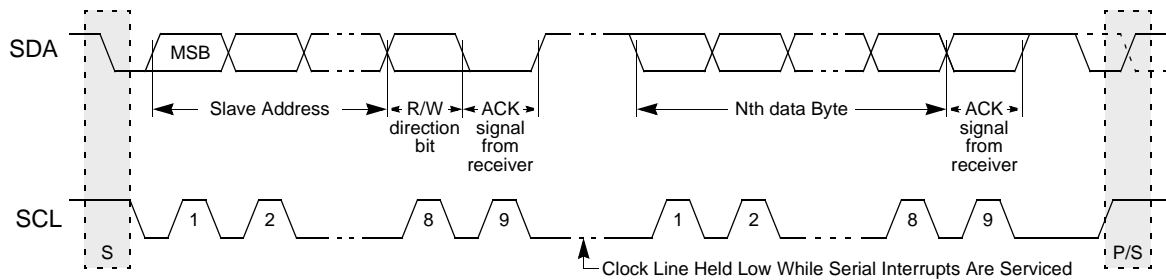 SDA
MSB
Slave Address
R/W
direction
bit
ACK
signal
from
receiver
Nth data Byte
ACK
signal
from
receiver
SCL
1
2
8
9
1
2
8
9
S
P/S
Clock Line Held Low While Serial Interrupts Are Serviced